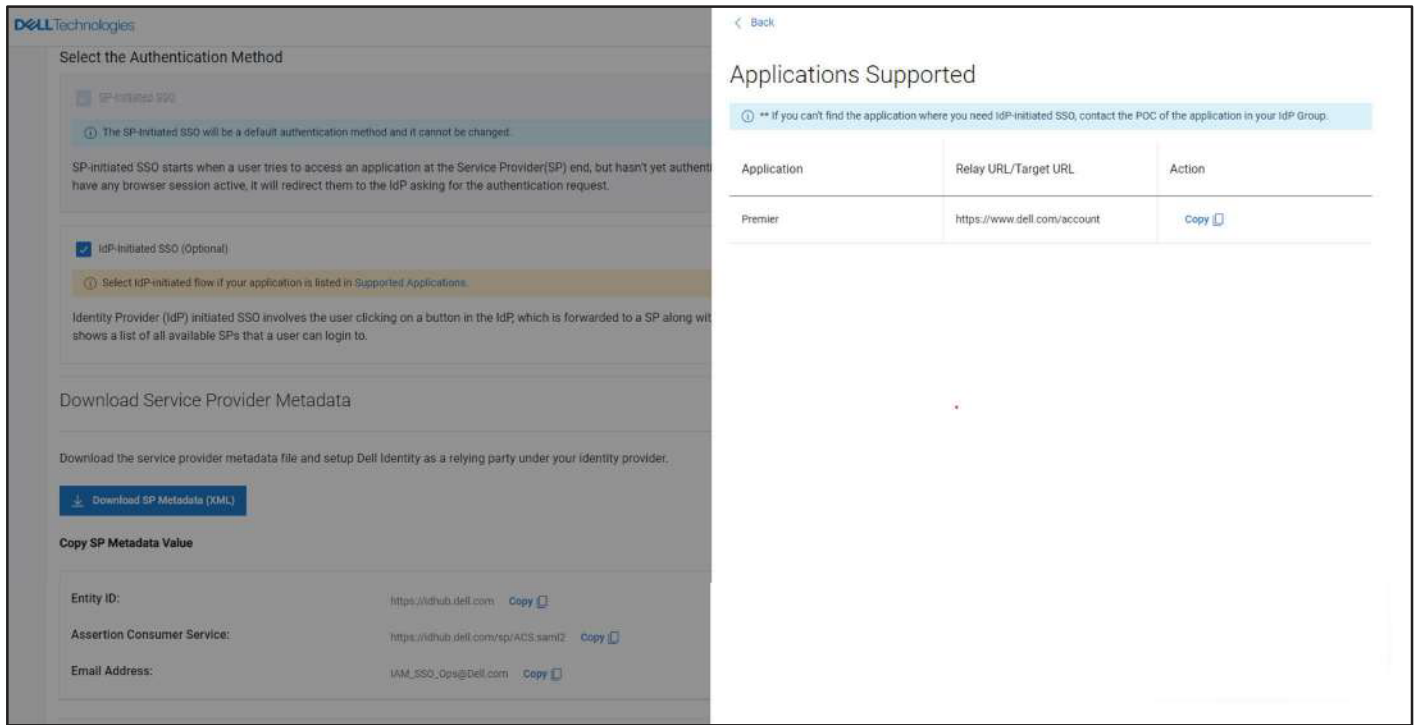 DELLTechnologies
Select the Authentication Method
SP-Initiated SSO
The SP-Initiated SSO will be a default authentication method and it cannot be changed.
SP-initiated SSO starts when a user tries to access an application at the Service Provider(SP) end, but hasn't yet authenti
have any browser session active, it will redirect them to the IdP asking for the authentication request.
IdP-Initiated SSO (Optional)
Select IdP-initiated flow if your application is listed in Supported Applications.
Identity Provider (IdP) initiated SSO involves the user clicking on a button in the IdP, which is forwarded to a SP along wit
shows a list of all available SPs that a user can login to.
Download Service Provider Metadata
Download the service provider metadata file and setup Dell Identity as a relying party under your identity provider.
Download SP Metadata (XML)
Copy SP Metadata Value
Entity ID: https://idhub.dell.com Copy
Assertion Consumer Service: https://idhub.dell.com/sp/ACS.saml2 Copy
Email Address: IAM_SSO_Ops@Dell.com Copy
Back
Applications Supported
** If you can't find the application where you need IdP-initiated SSO, contact the POC of the application in your IdP Group.
Application Relay URL/Target URL Action
Premier https://www.dell.com/account Copy